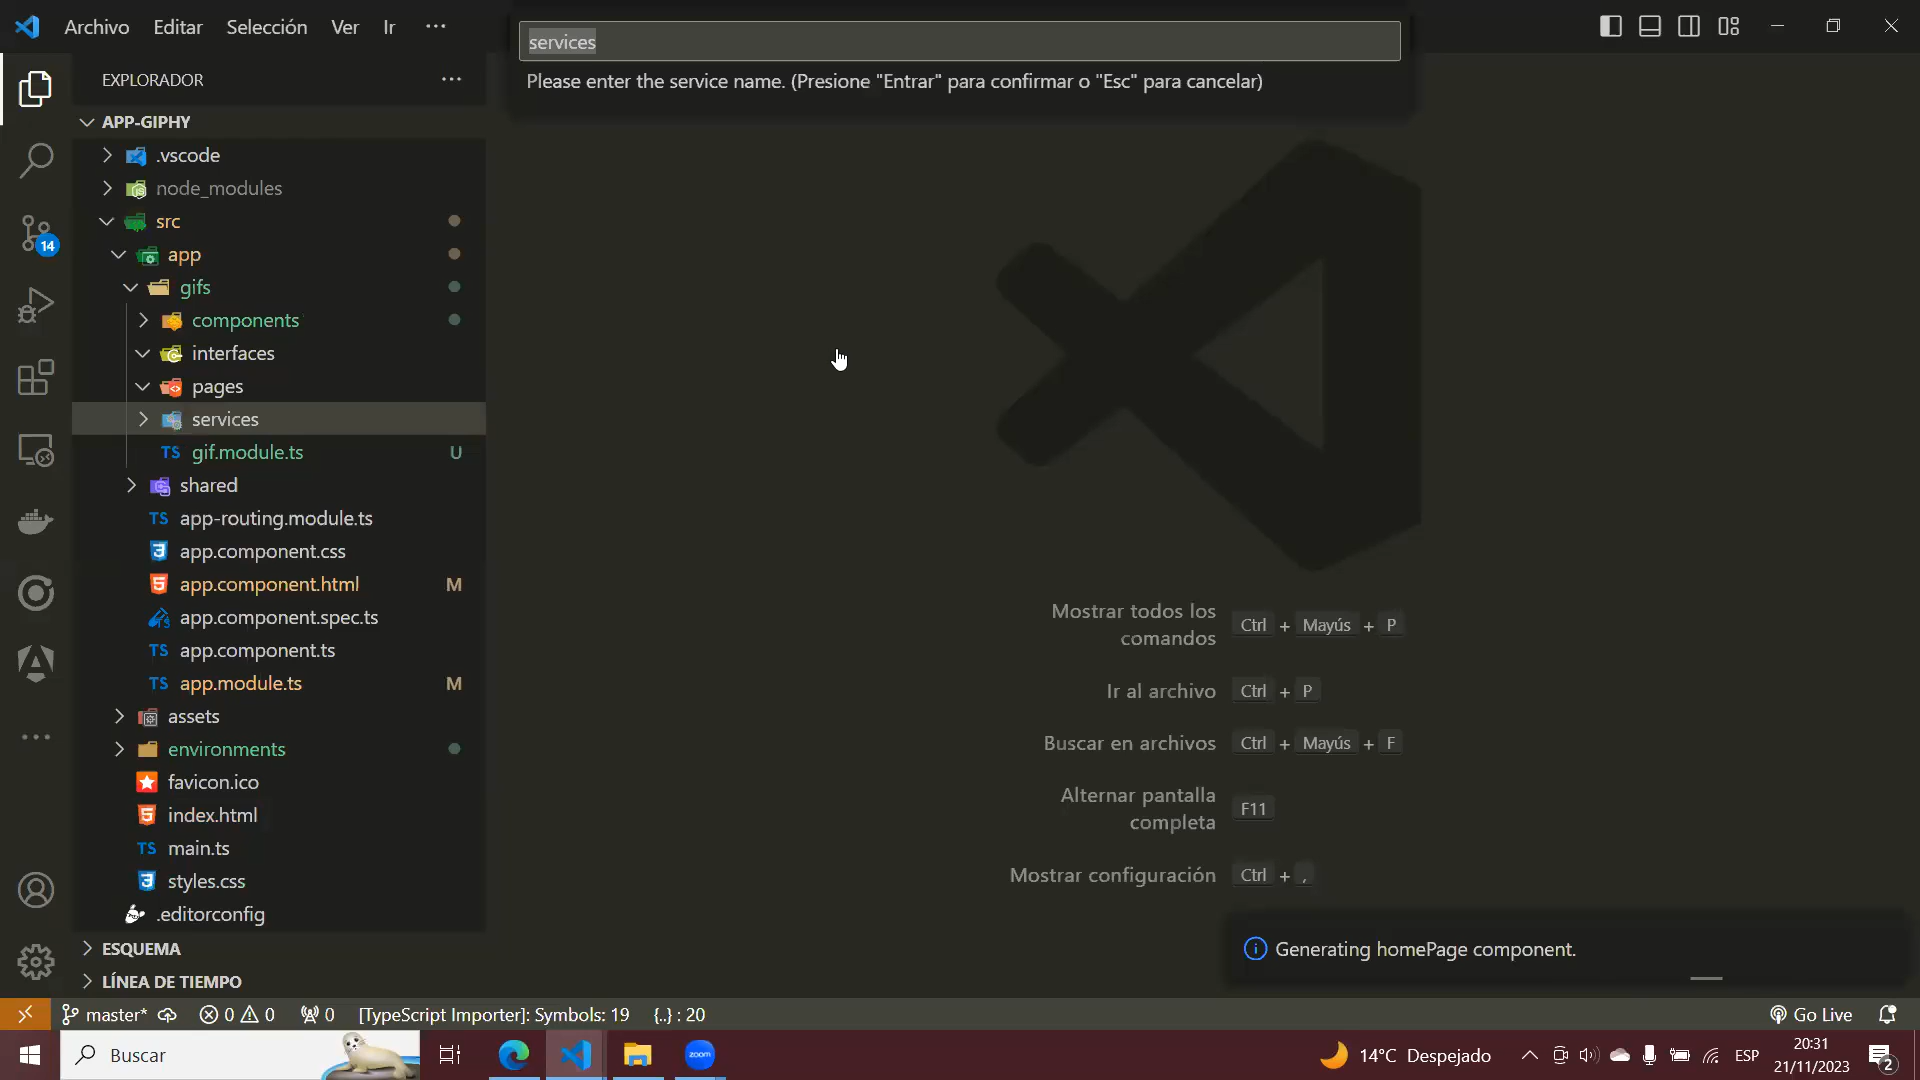 Archivo Editar Selección Ver Ir ···
services
Please enter the service name. (Presione "Entrar" para confirmar o "Esc" para cancelar)
EXPLORADOR
APP-GIPHY
.vscode
node_modules
src
app
gifs
components
interfaces
pages
services
TS gif.module.ts U
shared
TS app-routing.module.ts
app.component.css
app.component.html M
app.component.spec.ts
TS app.component.ts
TS app.module.ts M
assets
environments
favicon.ico
index.html
TS main.ts
styles.css
.editorconfig
ESQUEMA
LÍNEA DE TIEMPO
14
Mostrar todos los comandos Ctrl + Mayús + P
Ir al archivo Ctrl + P
Buscar en archivos Ctrl + Mayús + F
Alternar pantalla completa F11
Mostrar configuración Ctrl + ,
Generating homePage component.
master* 0 0 0 [TypeScript Importer]: Symbols: 19 {..} : 20 Go Live
Buscar zoom 14°C Despejado ESP 20:31
21/11/2023 2